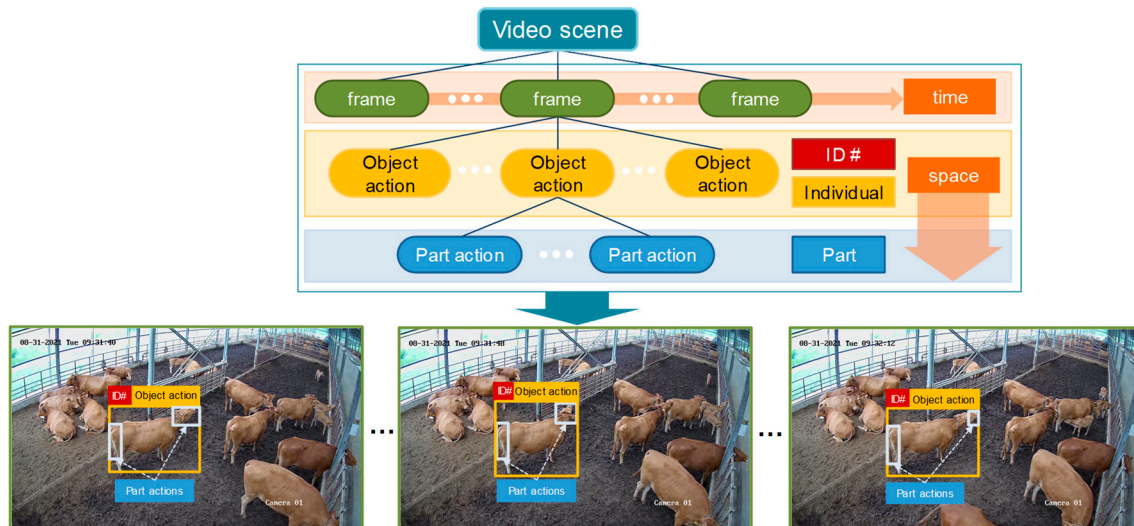 Video scene
frame
frame
frame
time
Object
action
Object
action
Object
action
ID #
Individual
space
Part action
Part action
Part
08-31-2021 Tue 09:31:40
ID#
Object action
Part actions
Camera 01
08-31-2021 Tue 09:31:48
ID#
Object action
Part actions
Camera 01
08-31-2021 Tue 09:32:12
ID#
Object action
Part actions
Camera 01